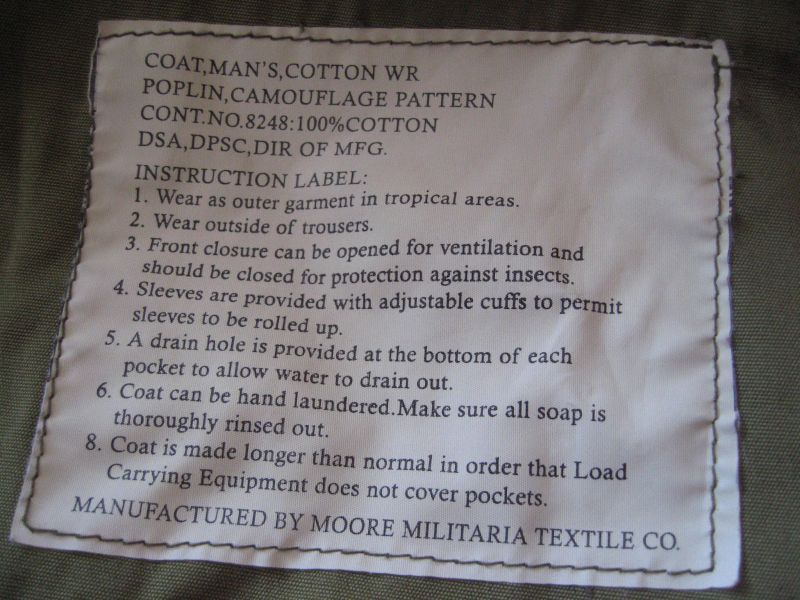 COAT,MAN'S,COTTON WR
POPLIN,CAMOUFLAGE PATTERN
CONT.NO.8248:100%COTTON
DSA,DPSC,DIR OF MFG.
INSTRUCTION LABEL:
1. Wear as outer garment in tropical areas.
2. Wear outside of trousers.
3. Front closure can be opened for ventilation and
should be closed for protection against insects.
4. Sleeves are provided with adjustable cuffs to permit
sleeves to be rolled up.
5. A drain hole is provided at the bottom of each
pocket to allow water to drain out.
6. Coat can be hand laundered.Make sure all soap is
thoroughly rinsed out.
8. Coat is made longer than normal in order that Load
Carrying Equipment does not cover pockets.
MANUFACTURED BY MOORE MILITARIA TEXTILE CO.